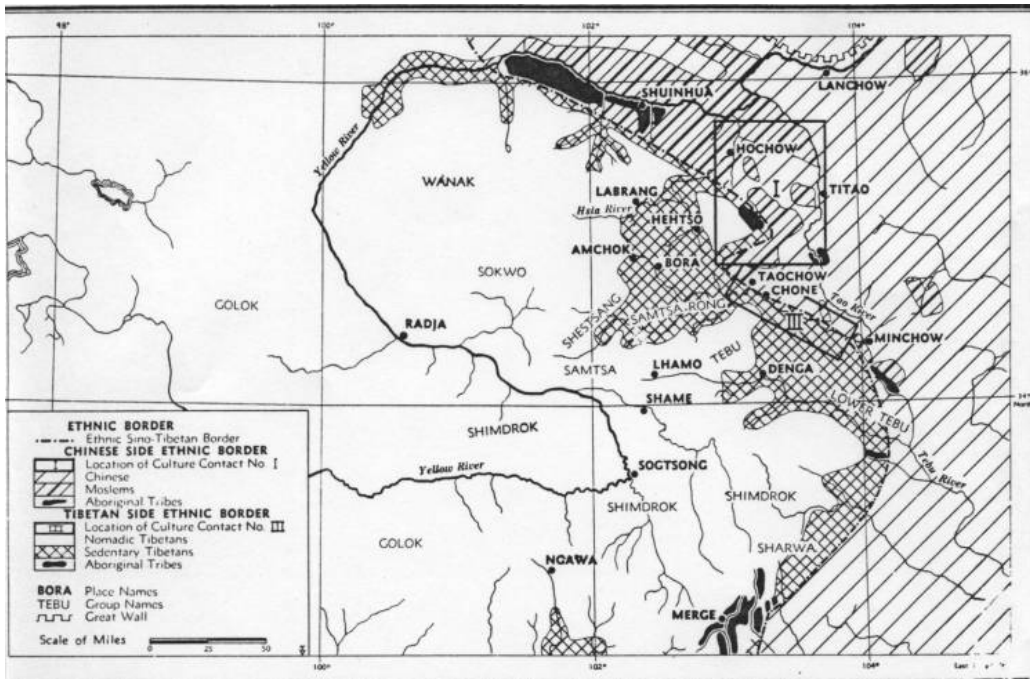 98°
100°
102°
104°
LANCHOW
SHUINHUA
Yellow River
HOCHOW
WANAK
I
TITAO
LABRANG
Hsia River
HEHTSO
AMCHOK
BORA
SOKWO
TAOCHOW
CHONE
Tao River
GOLOK
SHESTSANG
SAMTSA RONG
III
RADJA
MINCHOW
TEBU
SAMTSA
LHAMO
DENGA
SHAME
LOWER TEBU
34°
North
SHIMDROK
Yellow River
SOGTSONG
Tebu River
SHIMDROK
SHIMDROK
GOLOK
SHARWA
NGAWA
MERGE
ETHNIC BORDER
Ethnic Sino-Tibetan Border
CHINESE SIDE ETHNIC BORDER
Location of Culture Contact No. I
Chinese
Moslems
Aboriginal Tribes
TIBETAN SIDE ETHNIC BORDER
Location of Culture Contact No. III
Nomadic Tibetans
Sedentary Tibetans
Aboriginal Tribes
BORA Place Names
TEBU Group Names
Great Wall
Scale of Miles
0 25 50
100°
102°
104°